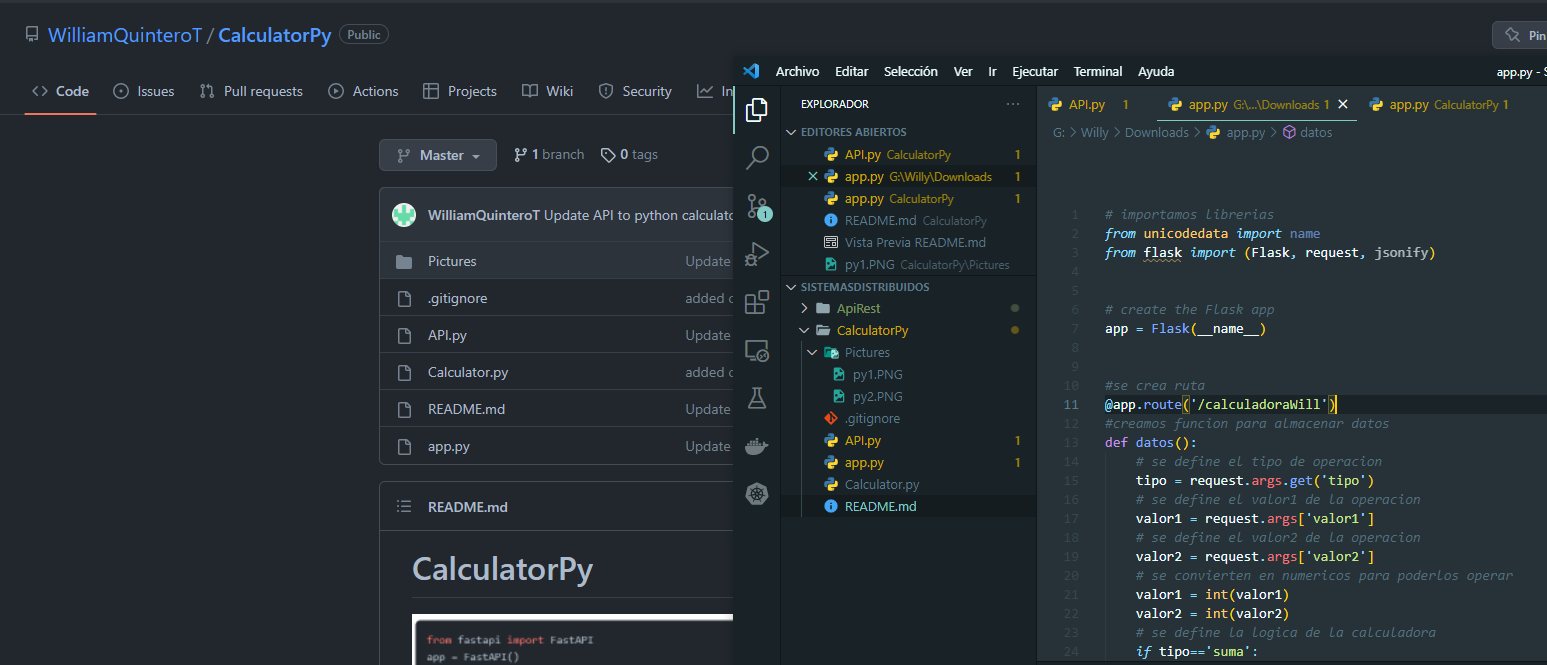 WilliamQuinteroT / CalculatorPy Public
Pin
Code Issues Pull requests Actions Projects Wiki Security In
Master 1 branch 0 tags
WilliamQuinteroT Update API to python calculato
Pictures Update
.gitignore added c
API.py Update
Calculator.py added c
README.md Update
app.py Update
README.md
CalculatorPy
from fastapi import FastAPI
app = FastAPI()
Archivo Editar Selección Ver Ir Ejecutar Terminal Ayuda
app.py - S
EXPLORADOR ···
EDITORES ABIERTOS
API.py CalculatorPy 1
app.py G:\Willy\Downloads 1
app.py CalculatorPy 1
README.md CalculatorPy
Vista Previa README.md
py1.PNG CalculatorPy\Pictures
SISTEMASDISTRIBUIDOS
ApiRest
CalculatorPy
Pictures
py1.PNG
py2.PNG
.gitignore
API.py 1
app.py 1
Calculator.py
README.md
1
API.py 1 app.py G:\...\Downloads 1 app.py CalculatorPy 1
G: > Willy > Downloads > app.py > datos
1 # importamos librerias
2 from unicodedata import name
3 from flask import (Flask, request, jsonify)
4
5
6 # create the Flask app
7 app = Flask(__name__)
8
9
10 #se crea ruta
11 @app.route('/calculadoraWill')
12 #creamos funcion para almacenar datos
13 def datos():
14 # se define el tipo de operacion
15 tipo = request.args.get('tipo')
16 # se define el valor1 de la operacion
17 valor1 = request.args['valor1']
18 # se define el valor2 de la operacion
19 valor2 = request.args['valor2']
20 # se convierten en numericos para poderlos operar
21 valor1 = int(valor1)
22 valor2 = int(valor2)
23 # se define la logica de la calculadora
24 if tipo=='suma':